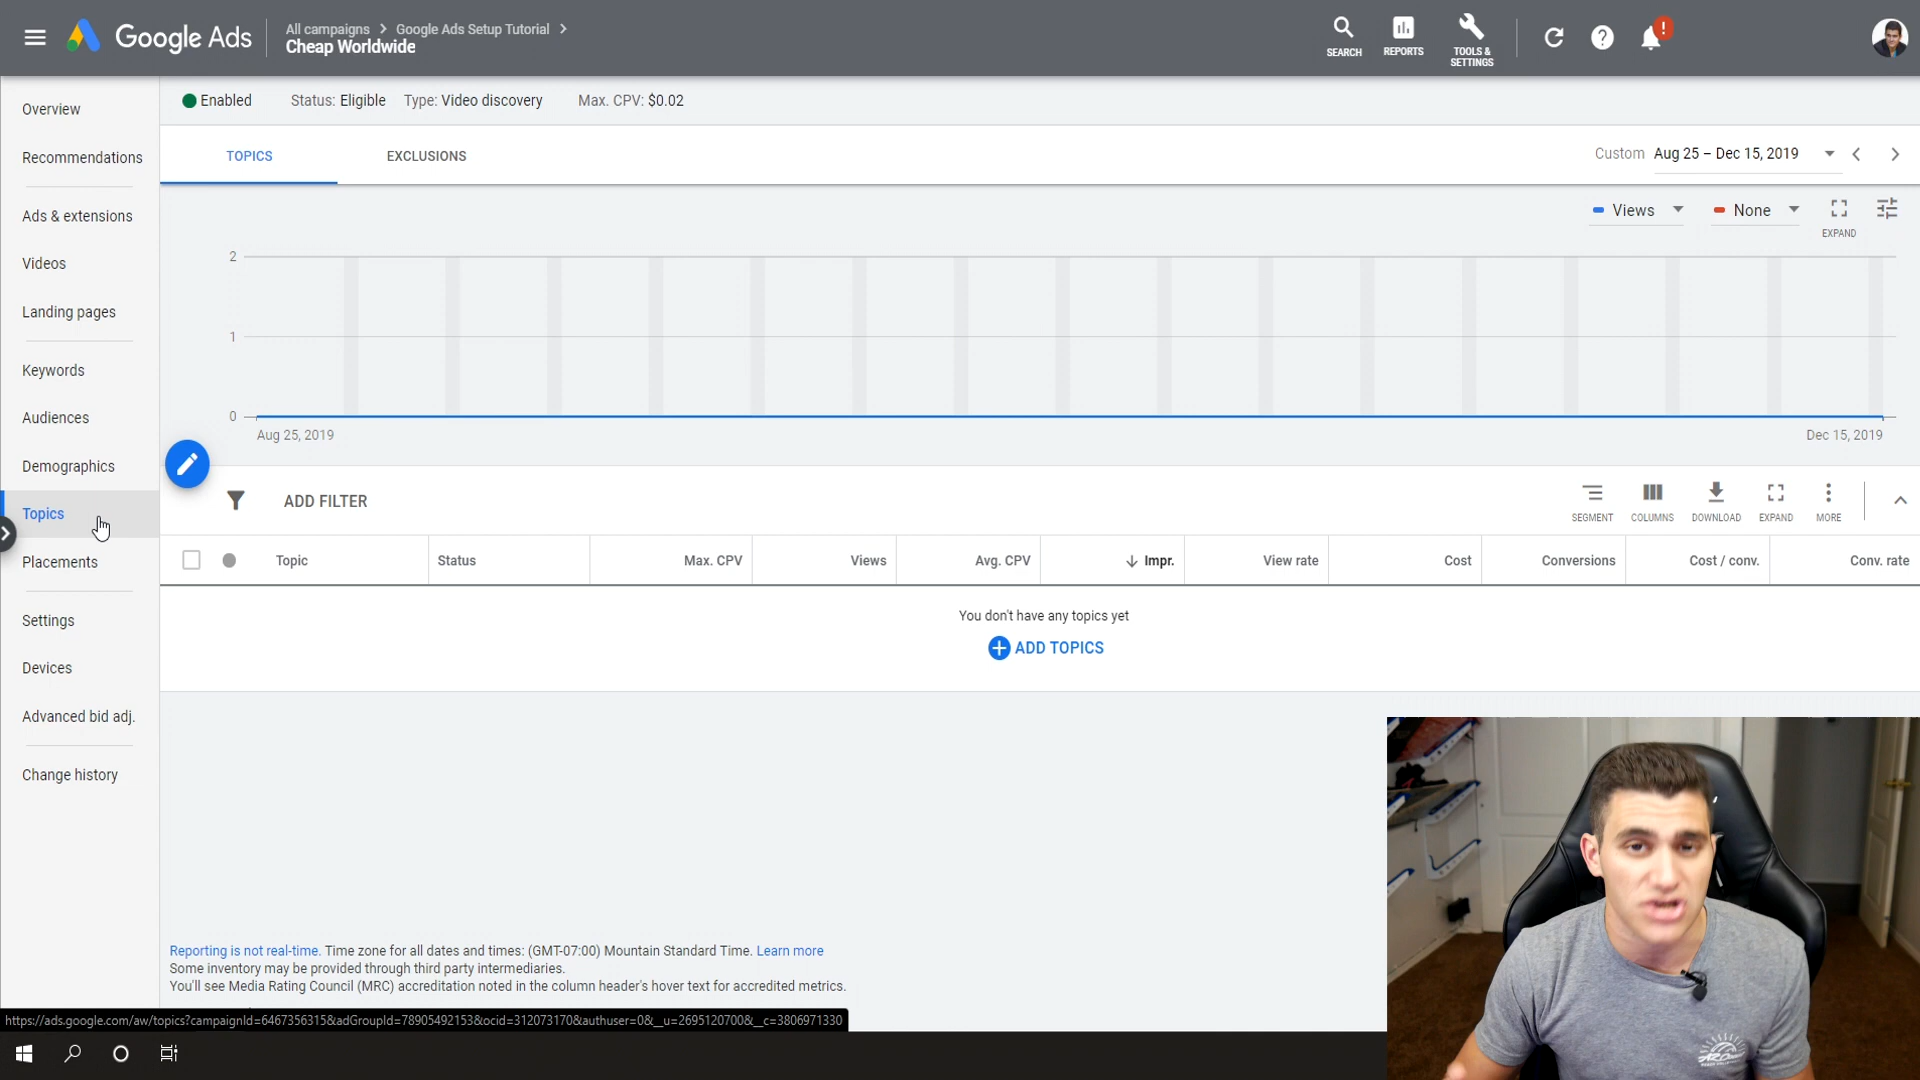 Google Ads
All campaigns > Google Ads Setup Tutorial >
Cheap Worldwide
SEARCH
REPORTS
TOOLS &
SETTINGS
!
Overview
Recommendations
Ads & extensions
Videos
Landing pages
Keywords
Audiences
Demographics
Topics
Placements
Settings
Devices
Advanced bid adj.
Change history
Enabled Status: Eligible Type: Video discovery Max. CPV: $0.02
TOPICS EXCLUSIONS
Custom Aug 25 – Dec 15, 2019
Views None
EXPAND
2
1
0
Aug 25, 2019 Dec 15, 2019
ADD FILTER
SEGMENT COLUMNS DOWNLOAD EXPAND MORE
Topic Status Max. CPV Views Avg. CPV Impr. View rate Cost Conversions Cost / conv. Conv. rate
You don't have any topics yet
ADD TOPICS
Reporting is not real-time. Time zone for all dates and times: (GMT-07:00) Mountain Standard Time. Learn more
Some inventory may be provided through third party intermediaries.
You'll see Media Rating Council (MRC) accreditation noted in the column header's hover text for accredited metrics.
https://ads.google.com/aw/topics?campaignId=6467356315&adGroupId=78905492153&ocid=312073170&authuser=0&__u=2695120700&__c=3806971330